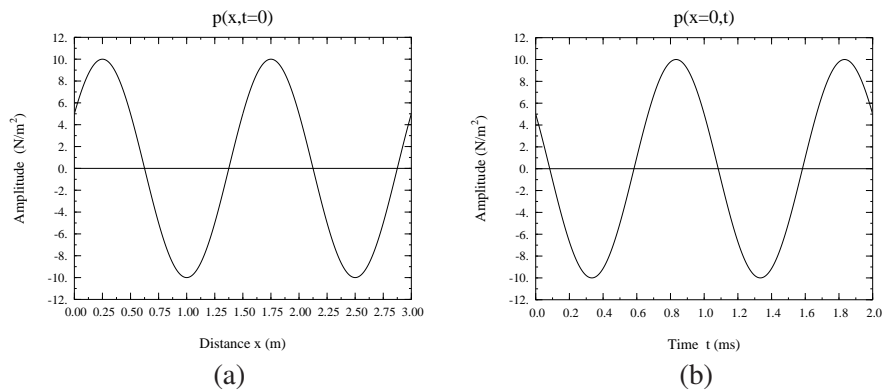 p(x,t=0)
12.
10.
8.
6.
4.
2.
0.
-2.
-4.
-6.
-8.
-10.
-12.
Amplitude (N/m²)
0.00 0.25 0.50 0.75 1.00 1.25 1.50 1.75 2.00 2.25 2.50 2.75 3.00
Distance x (m)
(a)
p(x=0,t)
12.
10.
8.
6.
4.
2.
0.
-2.
-4.
-6.
-8.
-10.
-12.
Amplitude (N/m²)
0.0 0.2 0.4 0.6 0.8 1.0 1.2 1.4 1.6 1.8 2.0
Time t (ms)
(b)